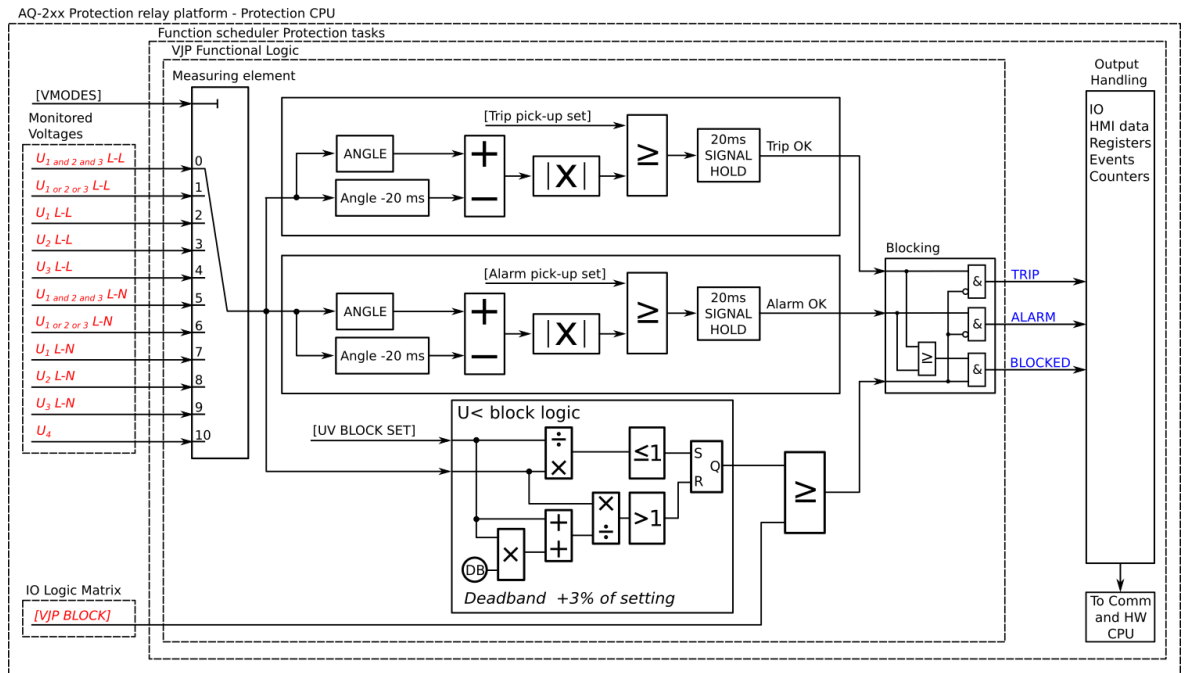 AQ-2xx Protection relay platform - Protection CPU
Function scheduler Protection tasks
VJP Functional Logic
Measuring element
[VMODES]
Monitored
Voltages
U1 and 2 and 3 L-L
U1 or 2 or 3 L-L
U1 L-L
U2 L-L
U3 L-L
U1 and 2 and 3 L-N
U1 or 2 or 3 L-N
U1 L-N
U2 L-N
U3 L-N
U4
0
1
2
3
4
5
6
7
8
9
10
[Trip pick-up set]
ANGLE
Angle -20 ms
+
−
|X|
≥
20ms
SIGNAL
HOLD
Trip OK
[Alarm pick-up set]
ANGLE
Angle -20 ms
+
−
|X|
≥
20ms
SIGNAL
HOLD
Alarm OK
U< block logic
[UV BLOCK SET]
÷
×
≤1
S
Q
R
×
÷
>1
+
+
×
DB
Deadband +3% of setting
≥
Blocking
&
&
≥
&
TRIP
ALARM
BLOCKED
Output
Handling
IO
HMI data
Registers
Events
Counters
To Comm
and HW
CPU
IO Logic Matrix
[VJP BLOCK]